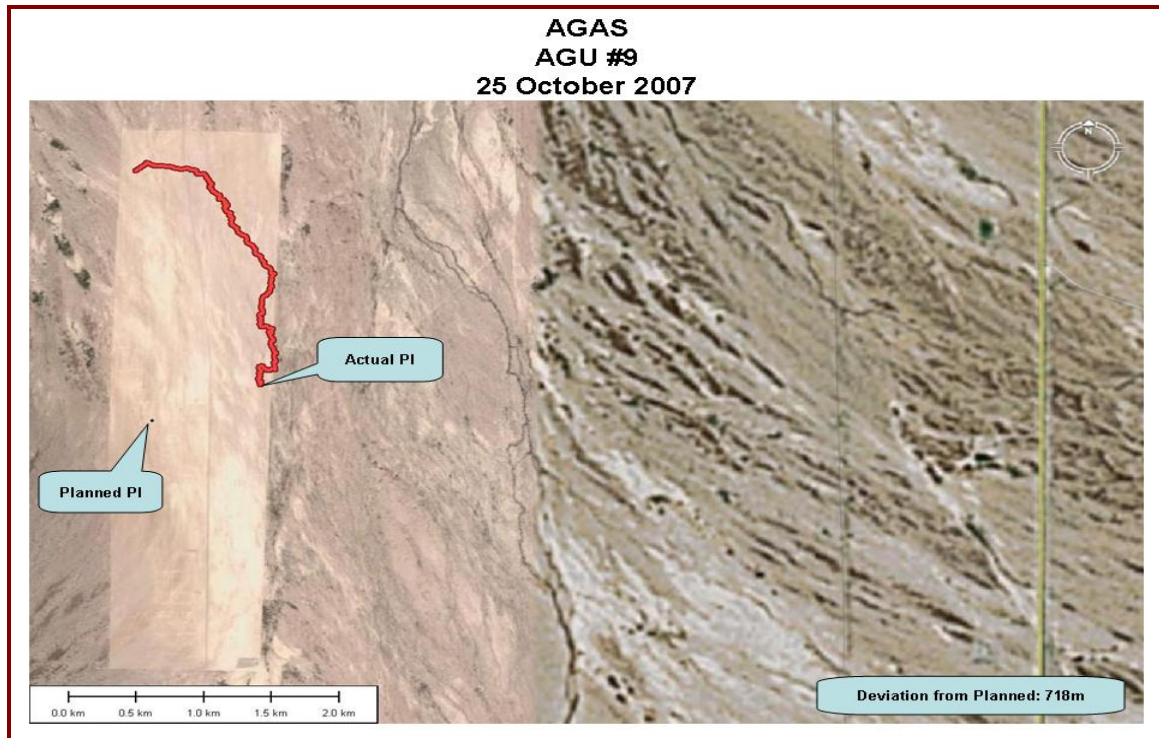 AGAS
AGU #9
25 October 2007
N
Actual PI
Planned PI
0.0 km 0.5 km 1.0 km 1.5 km 2.0 km
Deviation from Planned: 718m